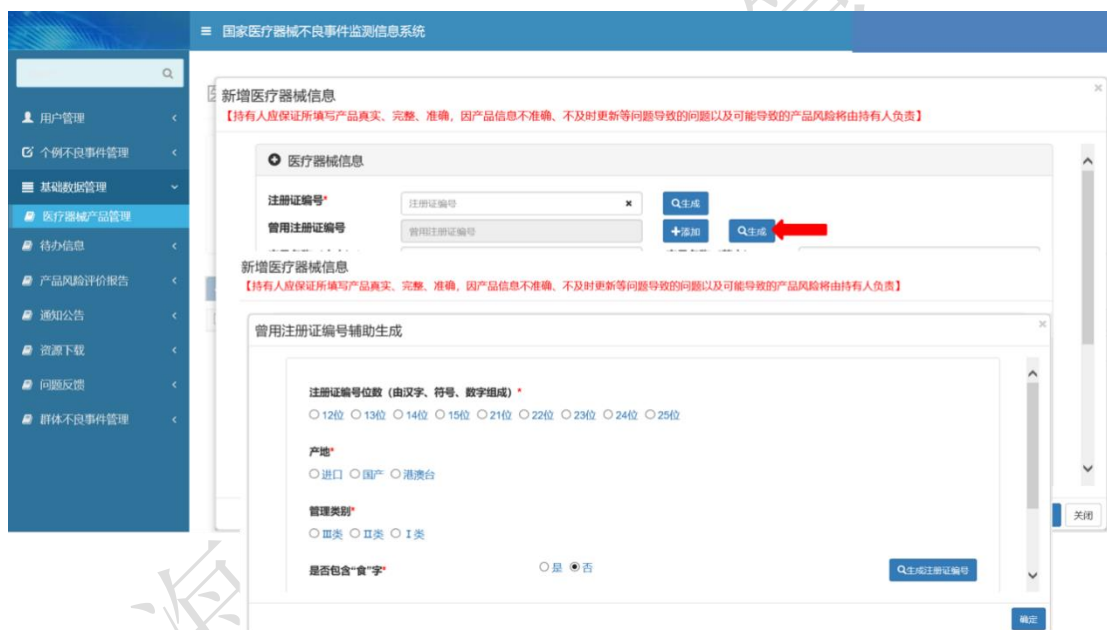 国家医疗器械不良事件监测信息系统
用户管理
个例不良事件管理
基础数据管理
医疗器械产品管理
待办信息
产品风险评价报告
通知公告
资源下载
问题反馈
群体不良事件管理
新增医疗器械信息
【持有人应保证所填写产品真实、完整、准确，因产品信息不准确、不及时更新等问题导致的问题以及可能导致的产品风险将由持有人负责】
医疗器械信息
注册证编号* 注册证编号 × 生成
曾用注册证编号 曾用注册证编号 +添加 生成
新增医疗器械信息
【持有人应保证所填写产品真实、完整、准确，因产品信息不准确、不及时更新等问题导致的问题以及可能导致的产品风险将由持有人负责】
曾用注册证编号辅助生成
注册证编号位数（由汉字、符号、数字组成）*
12位 13位 14位 15位 21位 22位 23位 24位 25位
产地*
进口 国产 港澳台
管理类别*
III类 II类 I类
是否包含“食”字* 是 否 生成注册证编号
确定
关闭